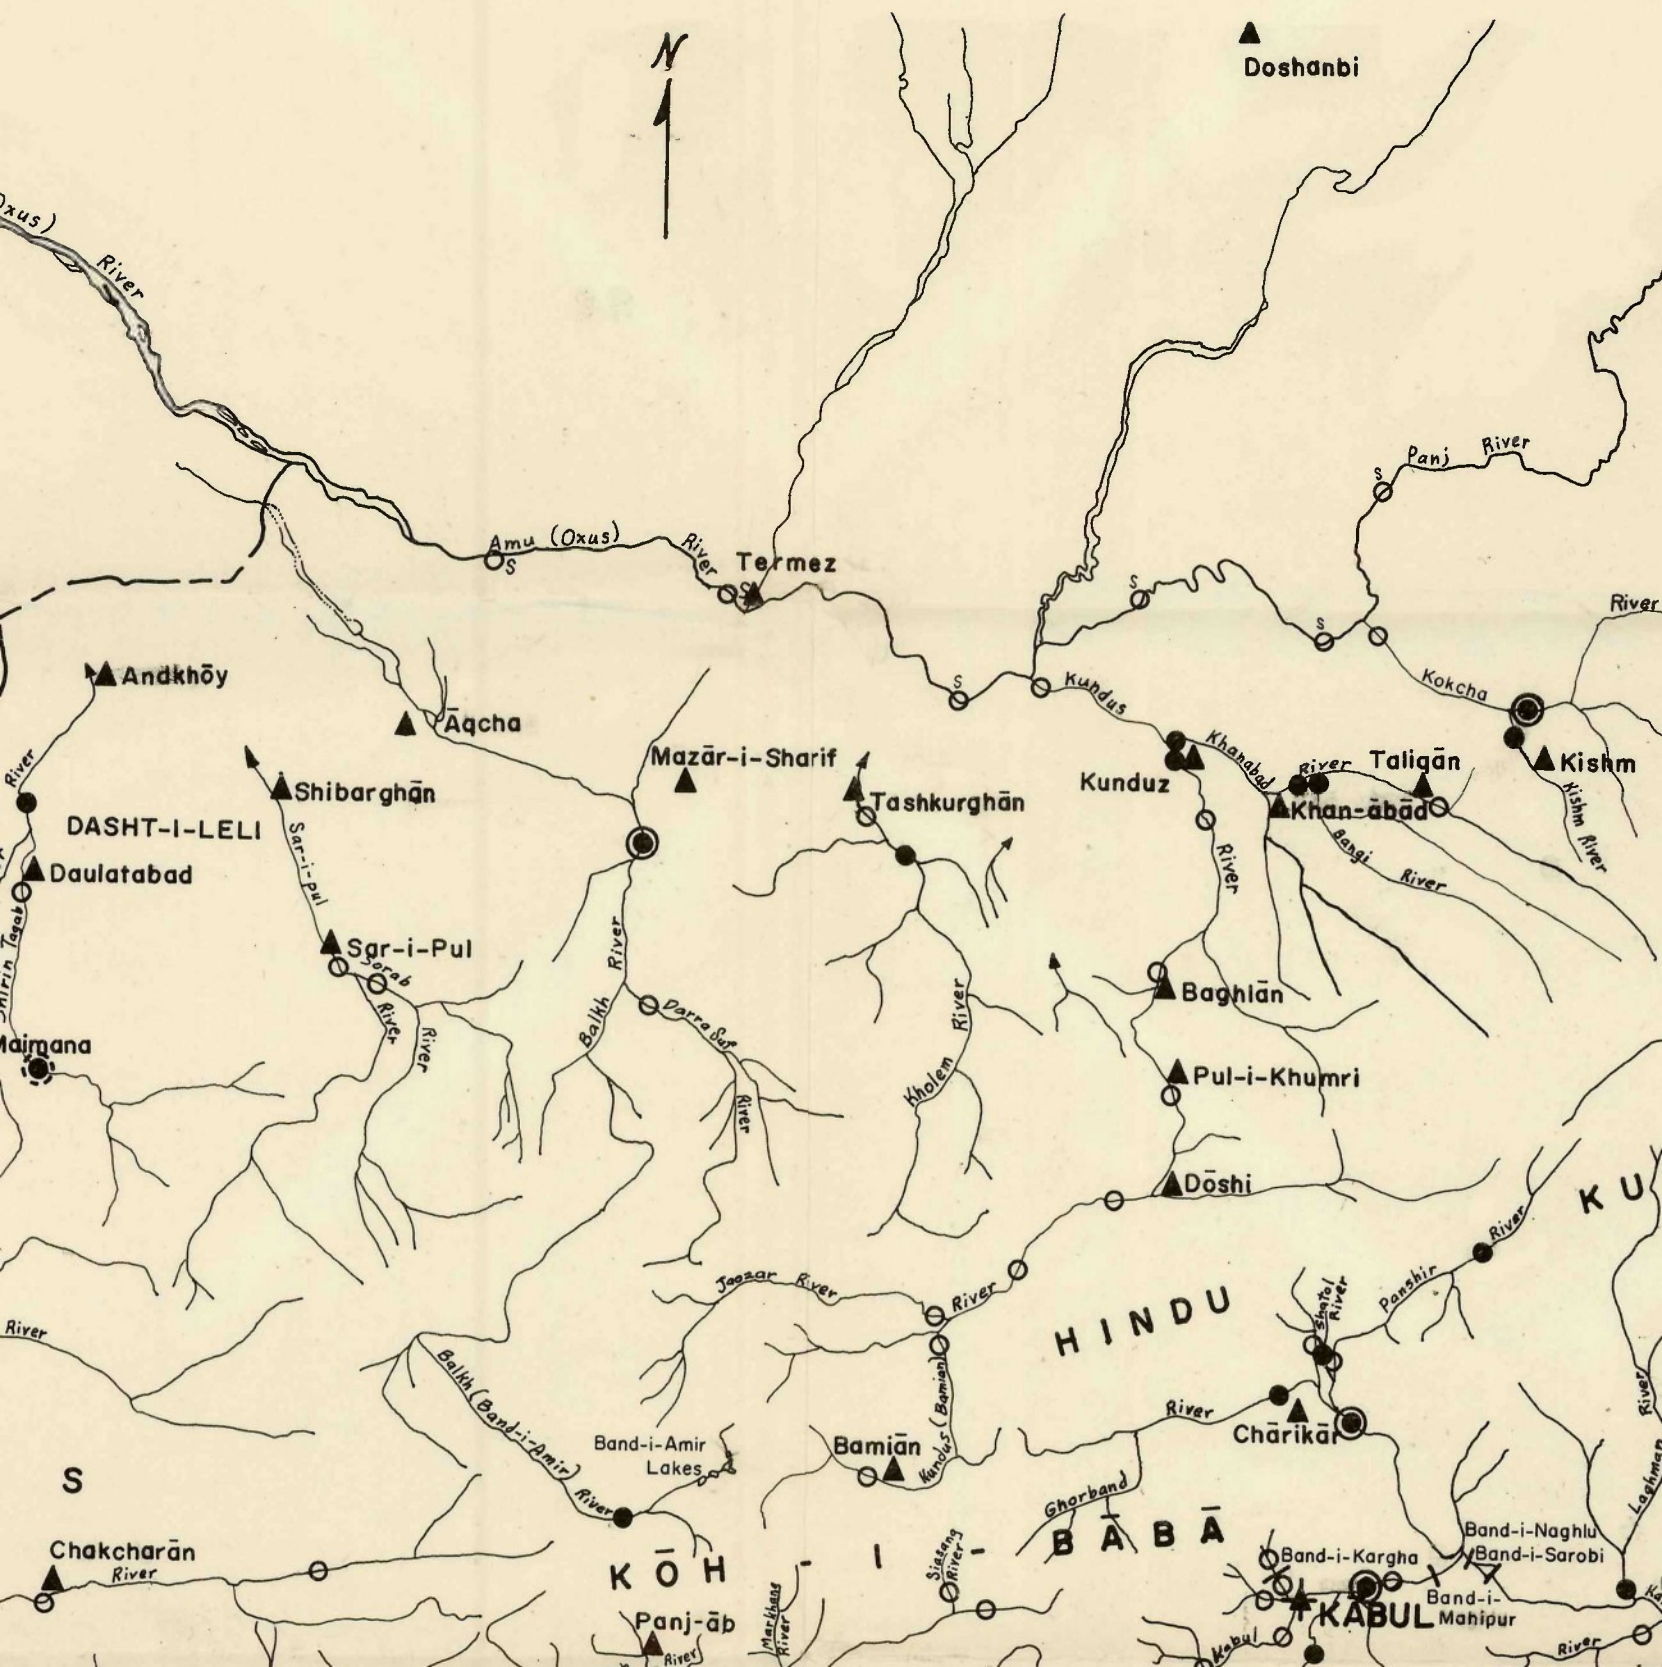 N
Doshanbi
Oxus)
River
Panj River
Amu (Oxus) River
S
S
Termez
S
S
S
S
River
Andkhōy
Kundus
Kokcha
Āqcha
River
Mazār-i-Sharif
Khanabad River
Taliqān
Kishm
Shibarghān
Kunduz
Tashkurghān
Khan-ābād
DASHT-I-LELI
Sar-i-pul
Kishm River
Bangi River
River
Daulatabad
Shirin Tagab
Sar-i-Pul
Sorab
River
River
Balkh River
Darra Suf
River
Kholem River
Baghlān
Maimana
Pul-i-Khumri
Dōshi
KU
River
Jaozar River
River
HINDU
Shatol
River
Panshir River
Balkh (Band-i-Amir) River
Kundus (Bamian)
River
Chārikār
River
Band-i-Amir
Lakes
Bamiān
Ghorband
Laghman
S
Chakcharān
River
KŌH-I-BĀBĀ
Siasang
River
Band-i-Naghlu
Band-i-Kargha
Band-i-Sarobi
Band-i-
Mahipur
KABUL
Panj-āb
River
Markhana
River
Kabul
River